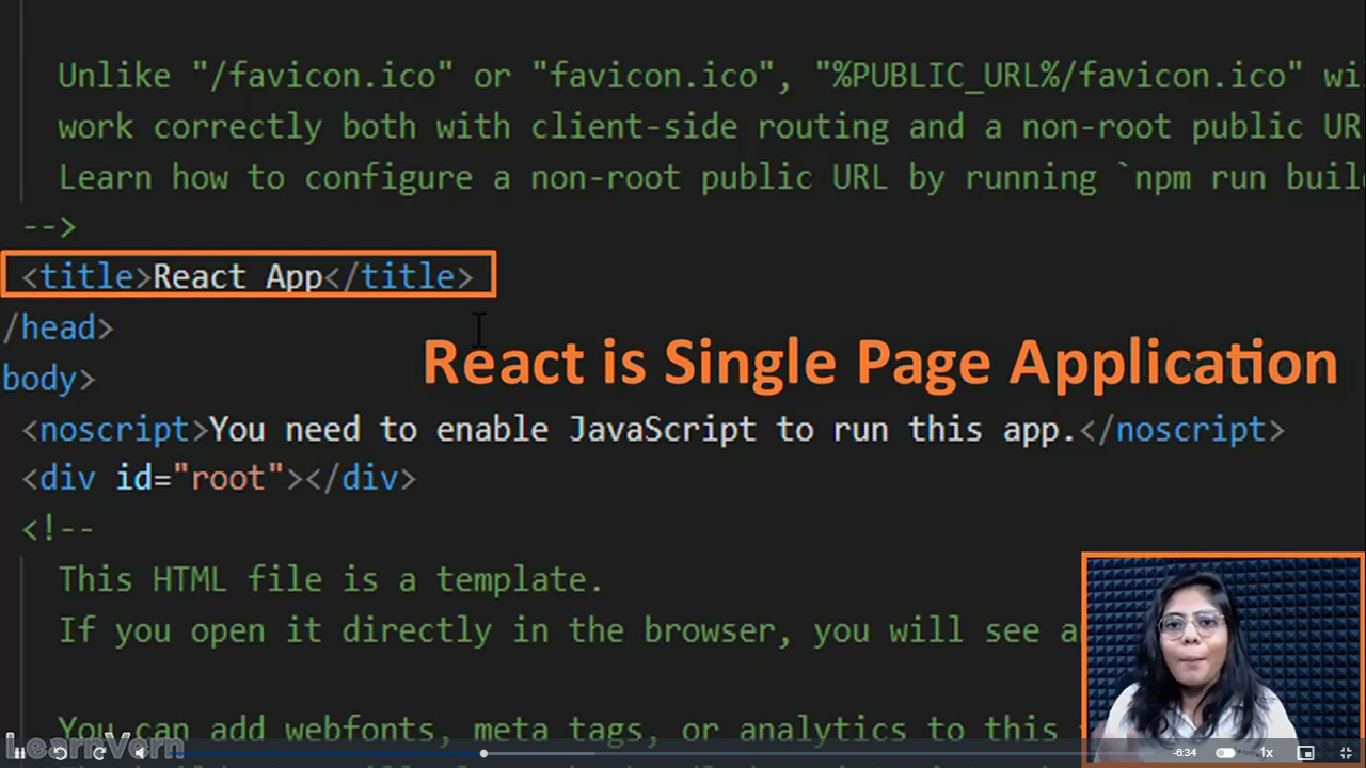 Unlike "/favicon.ico" or "favicon.ico", "%PUBLIC_URL%/favicon.ico" wi
work correctly both with client-side routing and a non-root public UR
Learn how to configure a non-root public URL by running `npm run buil
-->
<title>React App</title>
/head>
React is Single Page Application
body>
<noscript>You need to enable JavaScript to run this app.</noscript>
<div id="root"></div>
<!--
This HTML file is a template.
If you open it directly in the browser, you will see a
You can add webfonts, meta tags, or analytics to this
LearnVern
-6:34
1x